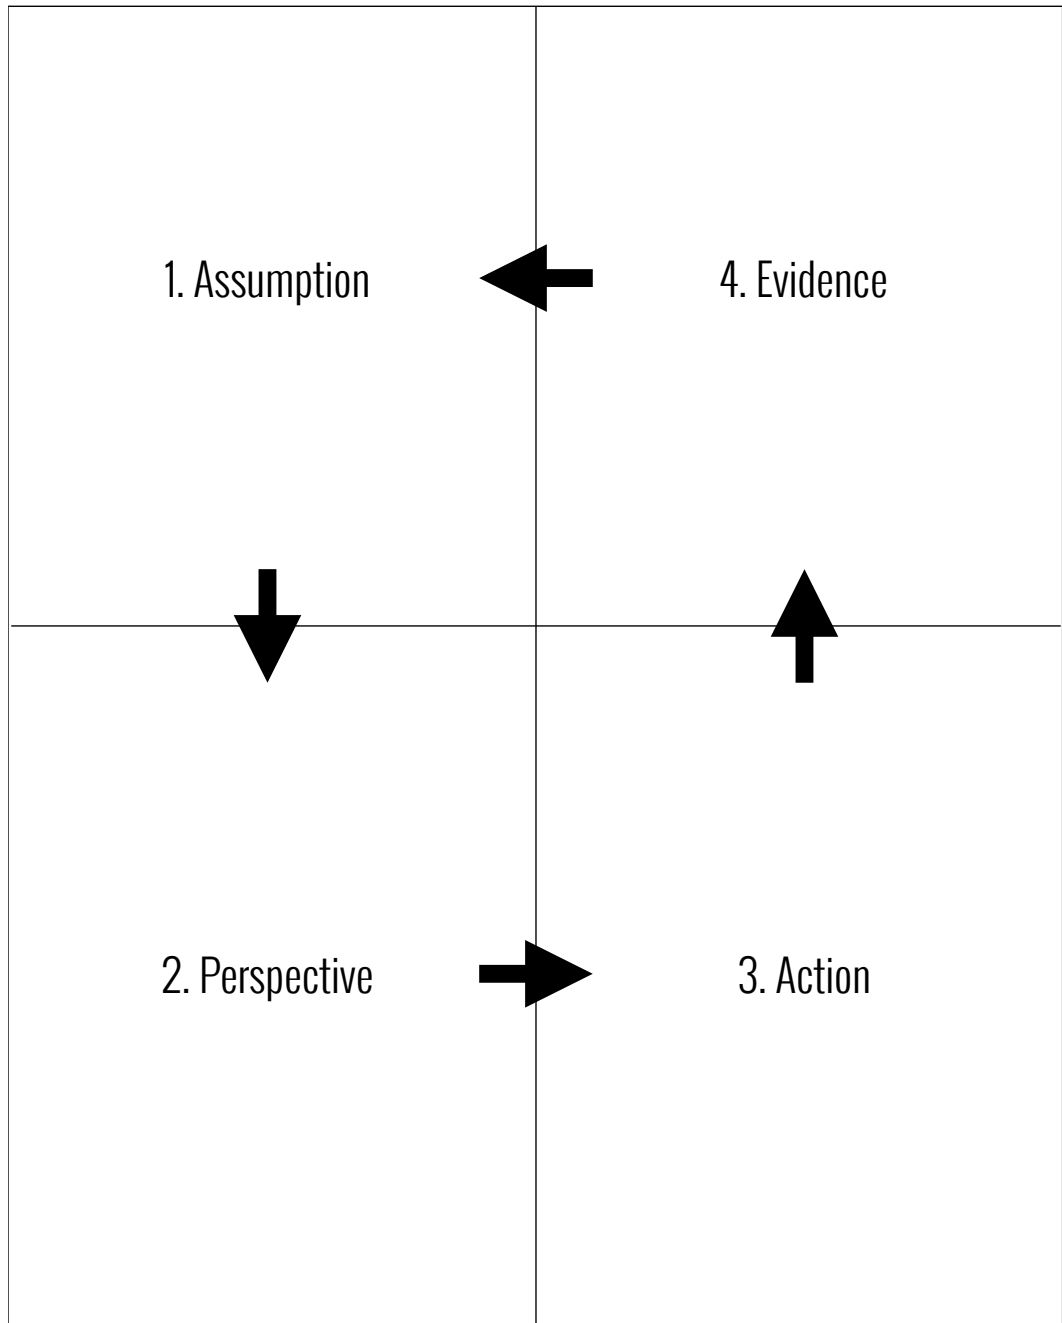 1. Assumption
4. Evidence
2. Perspective
3. Action